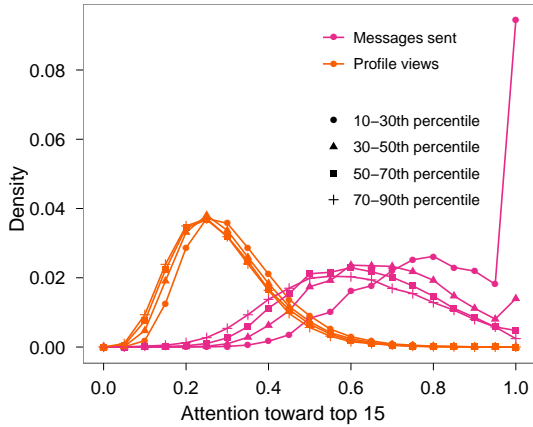 Messages sent
Profile views
10−30th percentile
30−50th percentile
50−70th percentile
70−90th percentile
Density
0.08
0.06
0.04
0.02
0.00
0.0 0.2 0.4 0.6 0.8 1.0
Attention toward top 15